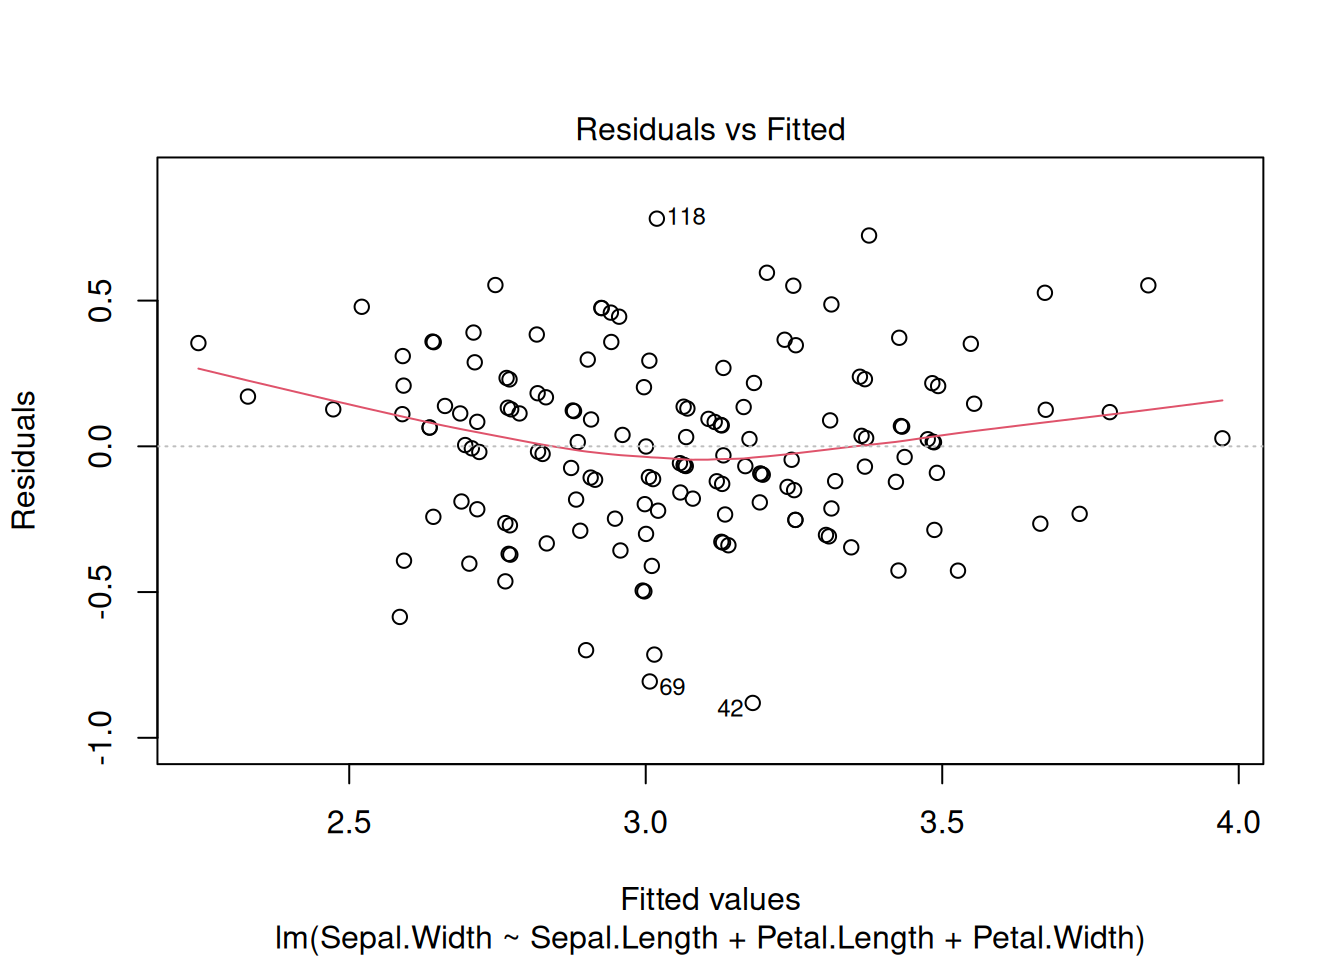 Residuals vs Fitted
118
69
42
0.5
0.0
-0.5
-1.0
Residuals
2.5 3.0 3.5 4.0
Fitted values
lm(Sepal.Width ~ Sepal.Length + Petal.Length + Petal.Width)